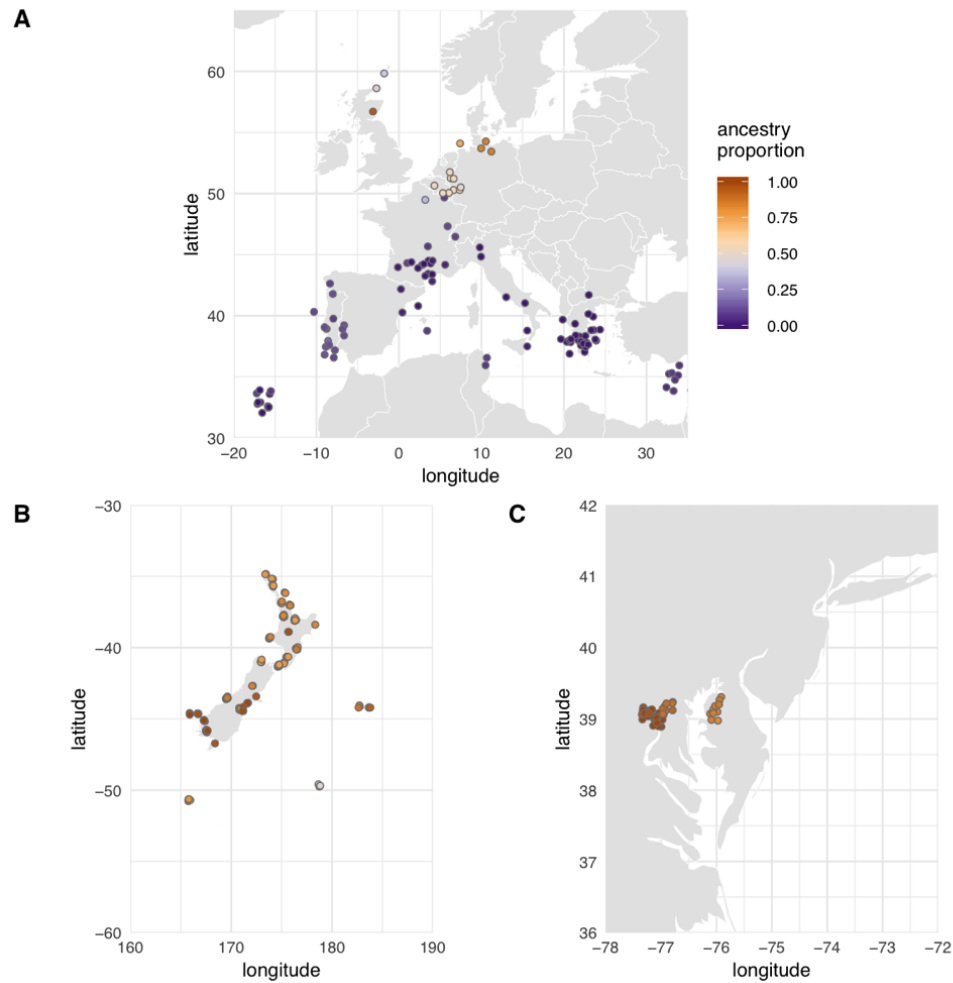 A
60
50
40
30
−20 −10 0 10 20 30
longitude
latitude
ancestry
proportion
1.00
0.75
0.50
0.25
0.00
B
−30
−40
−50
−60
160 170 180 190
longitude
latitude
C
42
41
40
39
38
37
36
−78 −77 −76 −75 −74 −73 −72
longitude
latitude